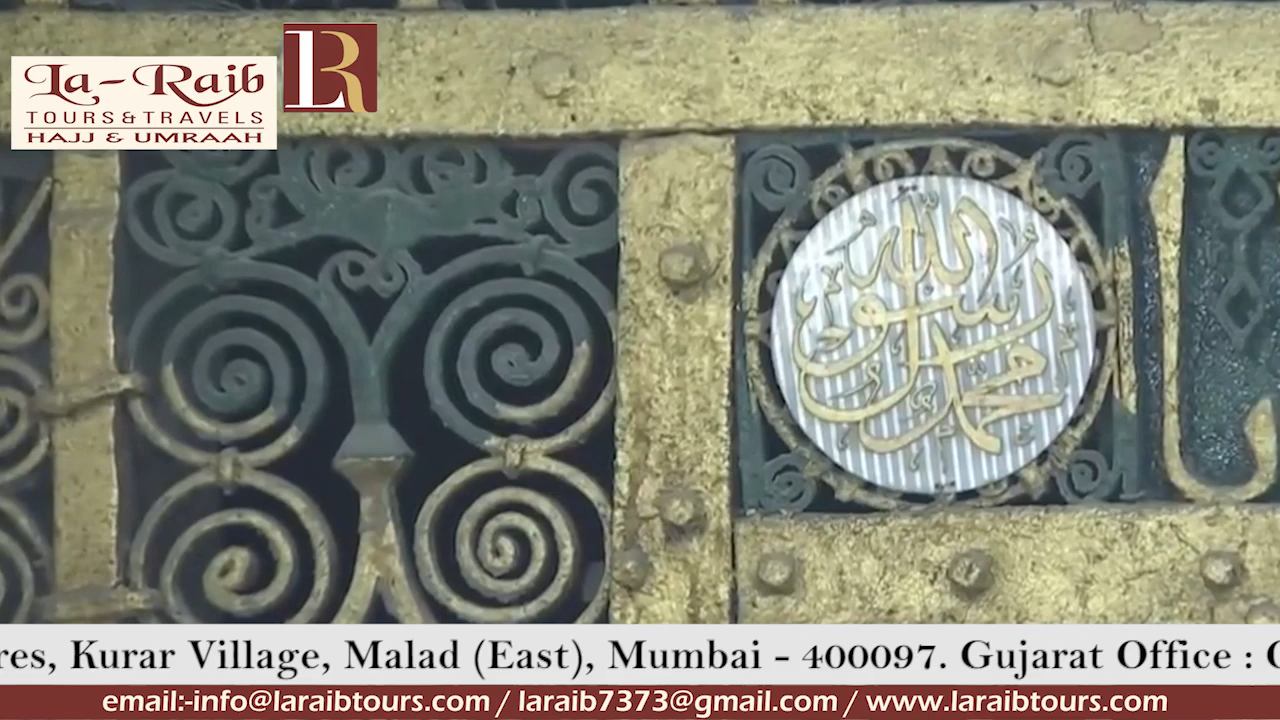 La-Raib
TOURS & TRAVELS
HAJJ & UMRAAH
LR
محمد رسول الله
res, Kurar Village, Malad (East), Mumbai - 400097. Gujarat Office :
email:-info@laraibtours.com / laraib7373@gmail.com / www.laraibtours.com